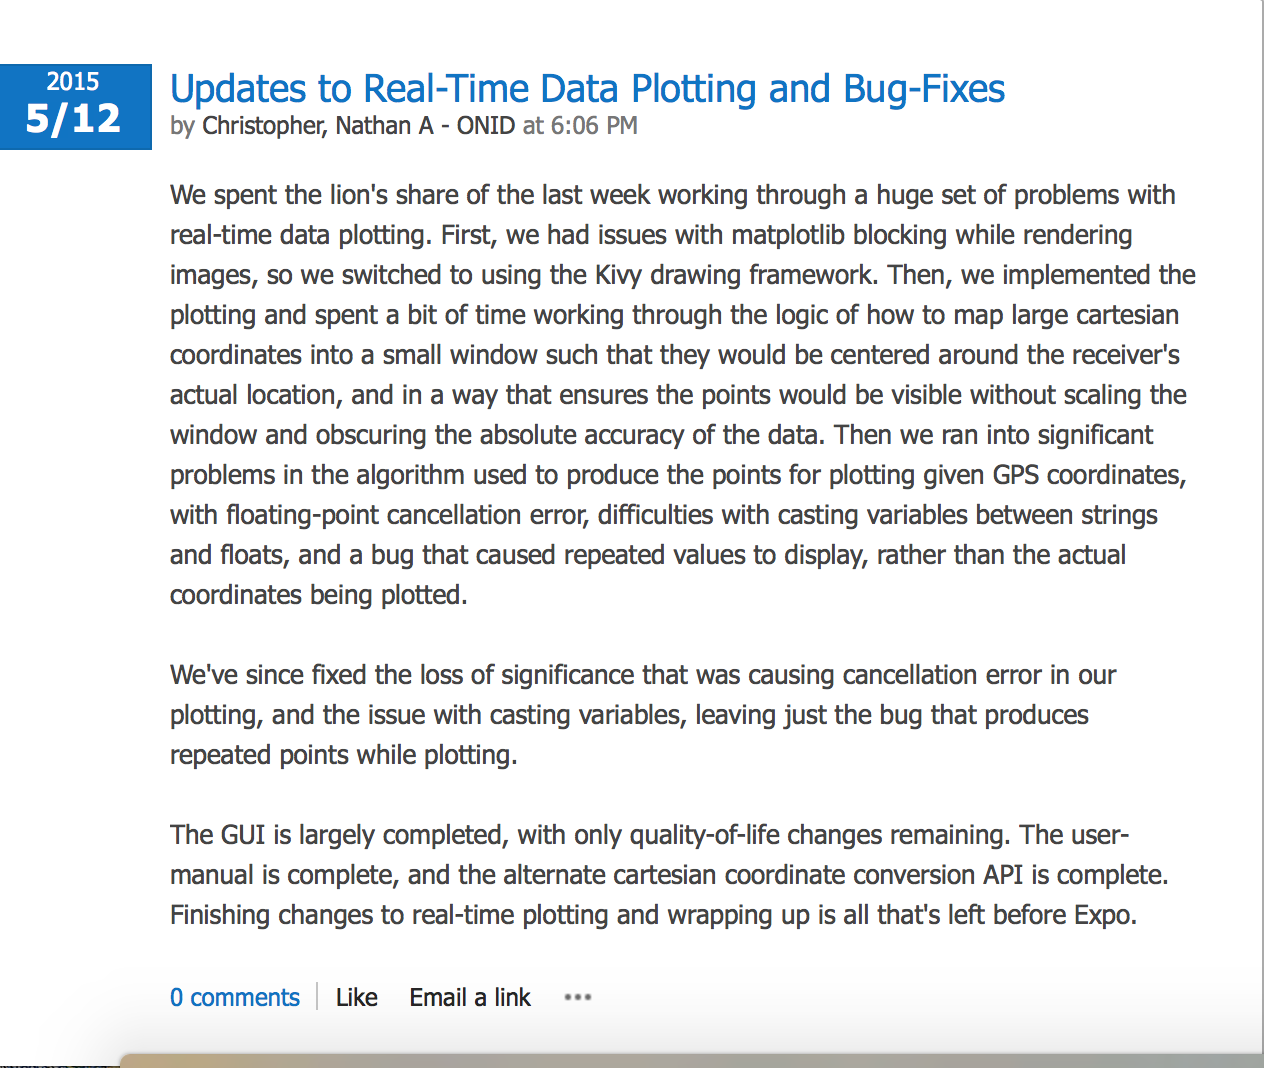 2015
5/12
Updates to Real-Time Data Plotting and Bug-Fixes
by Christopher, Nathan A - ONID at 6:06 PM
We spent the lion's share of the last week working through a huge set of problems with
real-time data plotting. First, we had issues with matplotlib blocking while rendering
images, so we switched to using the Kivy drawing framework. Then, we implemented the
plotting and spent a bit of time working through the logic of how to map large cartesian
coordinates into a small window such that they would be centered around the receiver's
actual location, and in a way that ensures the points would be visible without scaling the
window and obscuring the absolute accuracy of the data. Then we ran into significant
problems in the algorithm used to produce the points for plotting given GPS coordinates,
with floating-point cancellation error, difficulties with casting variables between strings
and floats, and a bug that caused repeated values to display, rather than the actual
coordinates being plotted.
We've since fixed the loss of significance that was causing cancellation error in our
plotting, and the issue with casting variables, leaving just the bug that produces
repeated points while plotting.
The GUI is largely completed, with only quality-of-life changes remaining. The user-
manual is complete, and the alternate cartesian coordinate conversion API is complete.
Finishing changes to real-time plotting and wrapping up is all that's left before Expo.
0 comments Like Email a link